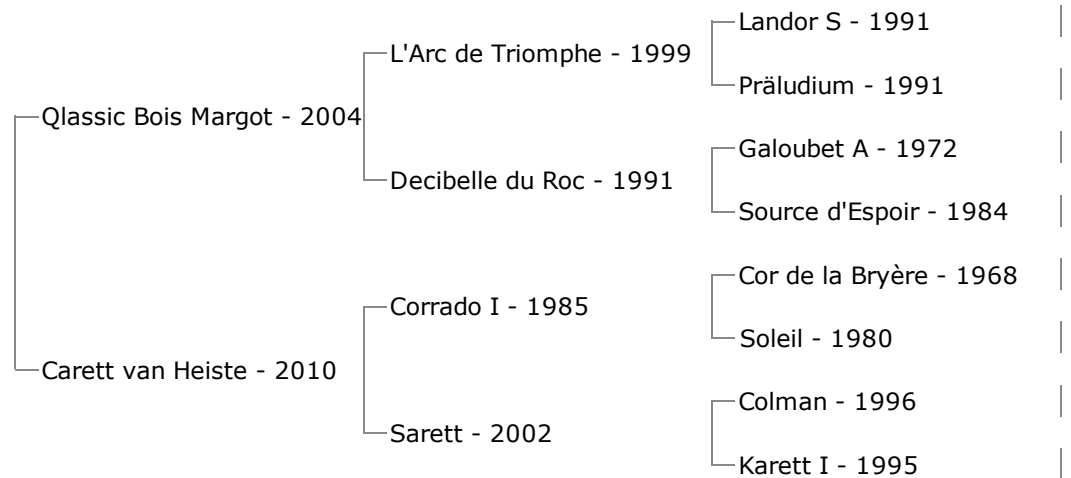 Landor S - 1991
L'Arc de Triomphe - 1999
Präludium - 1991
Qlassic Bois Margot - 2004
Galoubet A - 1972
Decibelle du Roc - 1991
Source d'Espoir - 1984
Cor de la Bryère - 1968
Corrado I - 1985
Soleil - 1980
Carett van Heiste - 2010
Colman - 1996
Sarett - 2002
Karett I - 1995